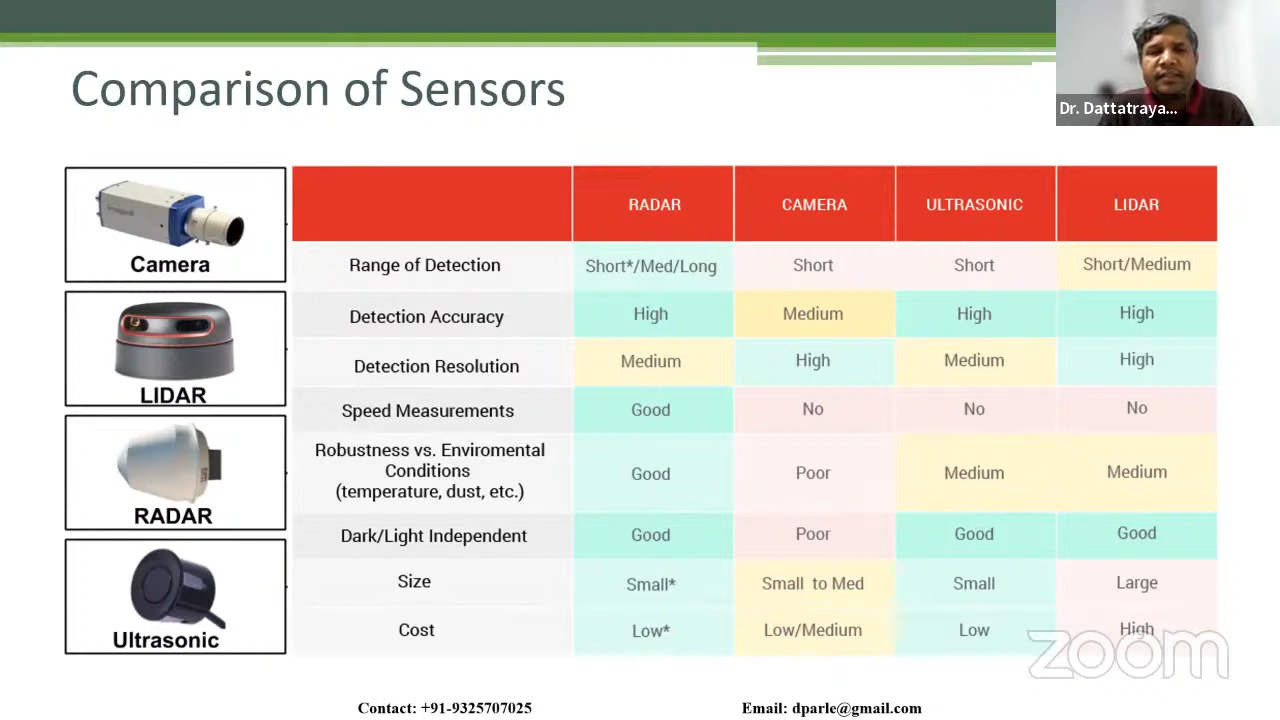 Comparison of Sensors
Dr. Dattatraya...
Camera
LIDAR
RADAR
Ultrasonic
RADAR CAMERA ULTRASONIC LIDAR
Range of Detection Short*/Med/Long Short Short Short/Medium
Detection Accuracy High Medium High High
Detection Resolution Medium High Medium High
Speed Measurements Good No No No
Robustness vs. Enviromental
Conditions
(temperature, dust, etc.) Good Poor Medium Medium
Dark/Light Independent Good Poor Good Good
Size Small* Small to Med Small Large
Cost Low* Low/Medium Low High
zoom
Contact: +91-9325707025 Email: dparle@gmail.com